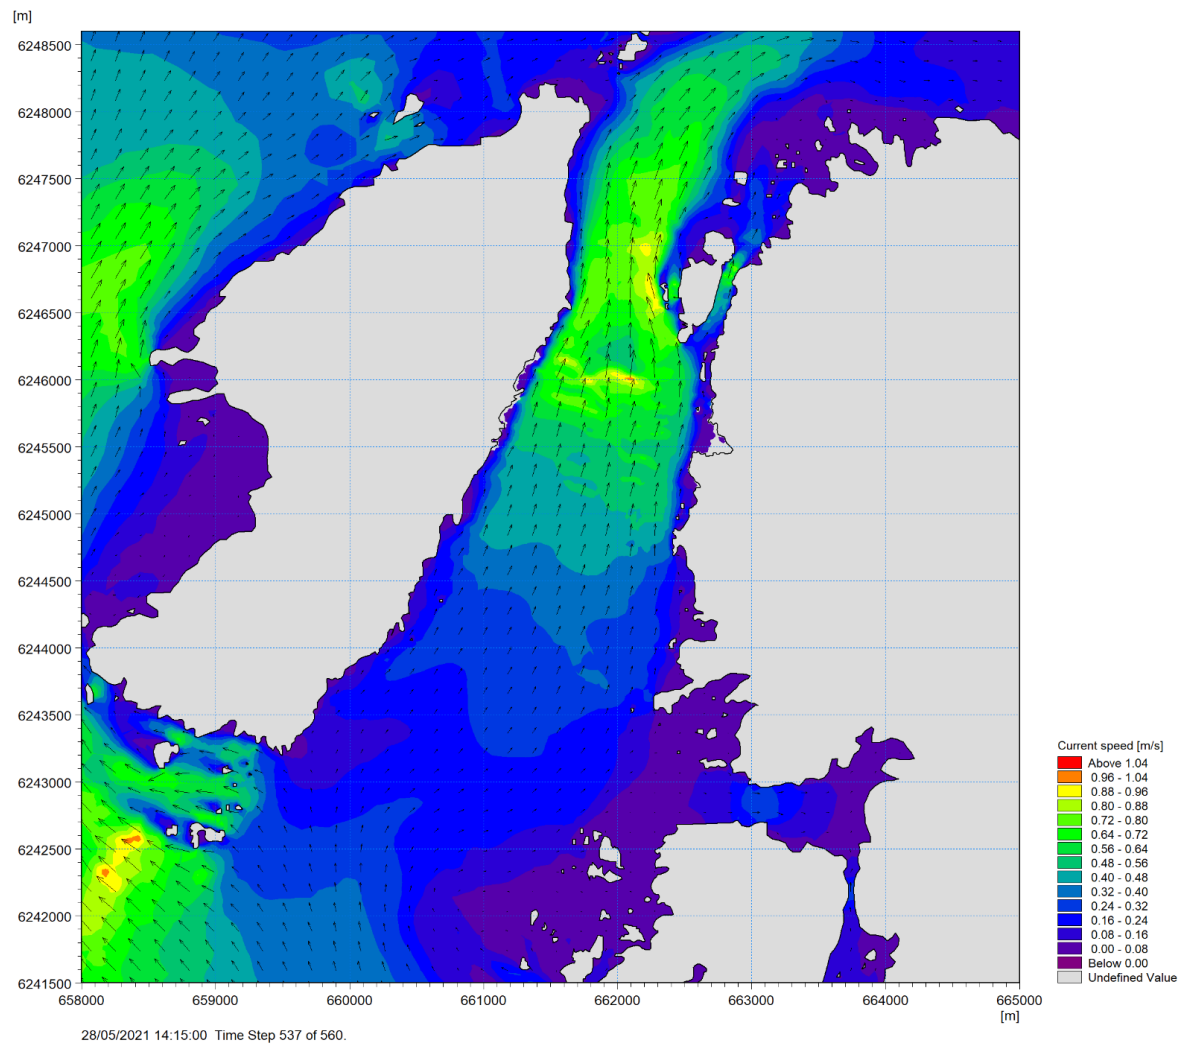 [m]
6248500
6248000
6247500
6247000
6246500
6246000
6245500
6245000
6244500
6244000
6243500
6243000
6242500
6242000
6241500
658000 659000 660000 661000 662000 663000 664000 665000
[m]
Current speed [m/s]
Above 1.04
0.96 - 1.04
0.88 - 0.96
0.80 - 0.88
0.72 - 0.80
0.64 - 0.72
0.56 - 0.64
0.48 - 0.56
0.40 - 0.48
0.32 - 0.40
0.24 - 0.32
0.16 - 0.24
0.08 - 0.16
0.00 - 0.08
Below 0.00
Undefined Value
28/05/2021 14:15:00 Time Step 537 of 560.